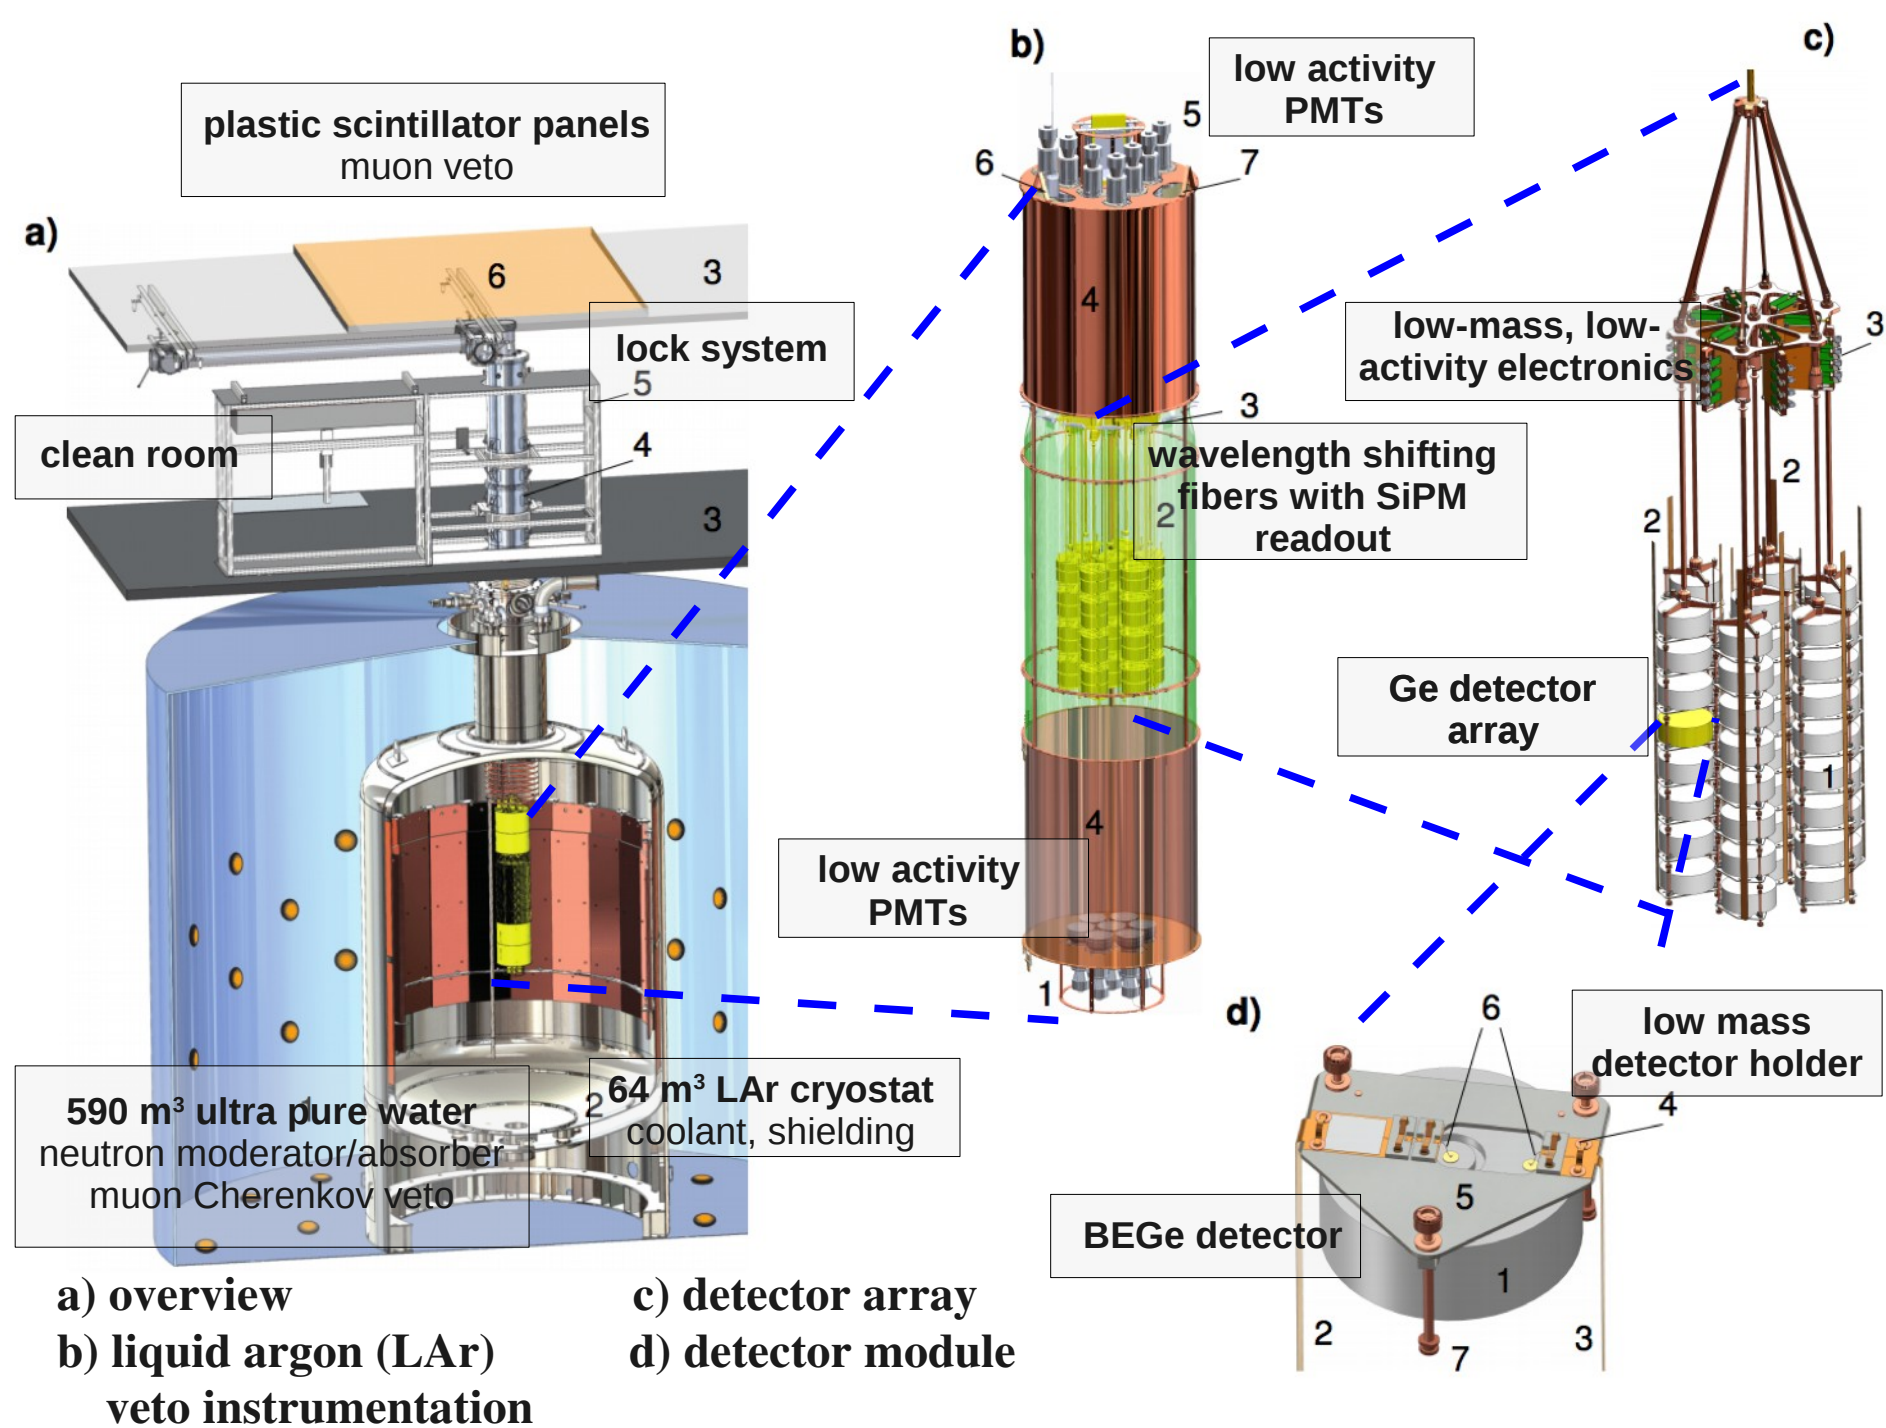 b)
low activity
PMTs
c)
plastic scintillator panels
muon veto
5
6
7
a)
6
3
4
lock system
low-mass, low-
activity electronics
3
5
3
clean room
4
wavelength shifting
fibers with SiPM
readout
2
2
2
3
Ge detector
array
1
4
low activity
PMTs
1
d)
6
low mass
detector holder
4
590 m³ ultra pure water
neutron moderator/absorber
muon Cherenkov veto
1
2
64 m³ LAr cryostat
coolant, shielding
5
BEGe detector
1
2
3
7
a) overview
b) liquid argon (LAr)
veto instrumentation
c) detector array
d) detector module